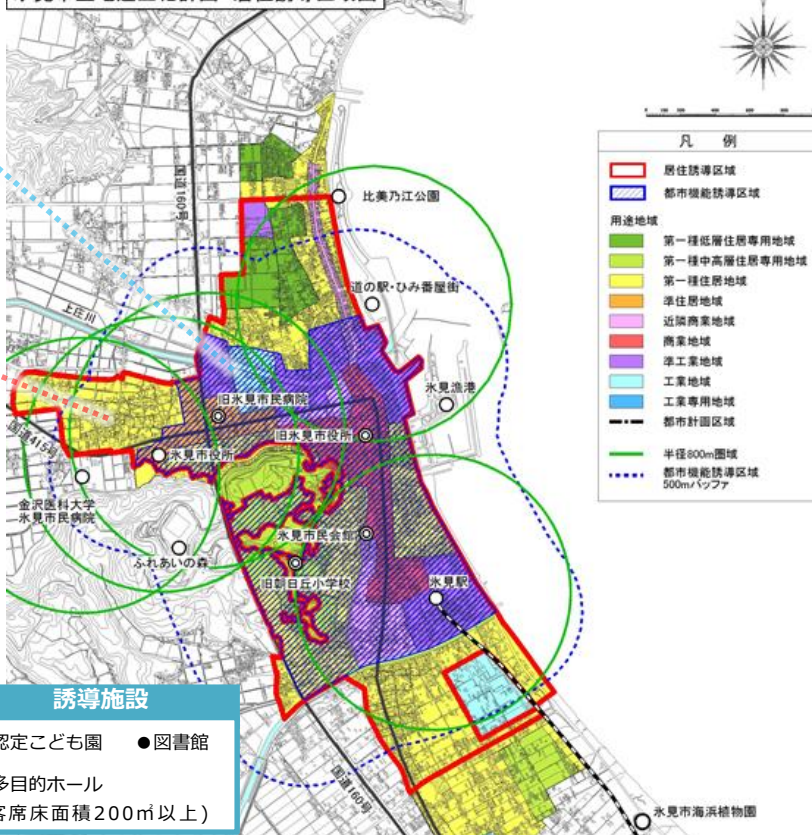 居住誘導区域図
比美乃江公園
国道160号
上庄川
道の駅・ひみ番屋街
氷見漁港
旧氷見市民病院
旧氷見市役所
氷見市役所
国道415号
金沢医科大学
氷見市民病院
ふれあいの森
氷見市民会館
旧朝日丘小学校
氷見駅
国道160号
氷見市海浜植物園
凡 例
居住誘導区域
都市機能誘導区域
用途地域
第一種低層住居専用地域
第一種中高層住居専用地域
第一種住居地域
準住居地域
近隣商業地域
商業地域
準工業地域
工業地域
工業専用地域
都市計画区域
半径800m圏域
都市機能誘導区域
500mバッファ
誘導施設
認定こども園 ●図書館
多目的ホール
客席床面積200㎡以上)